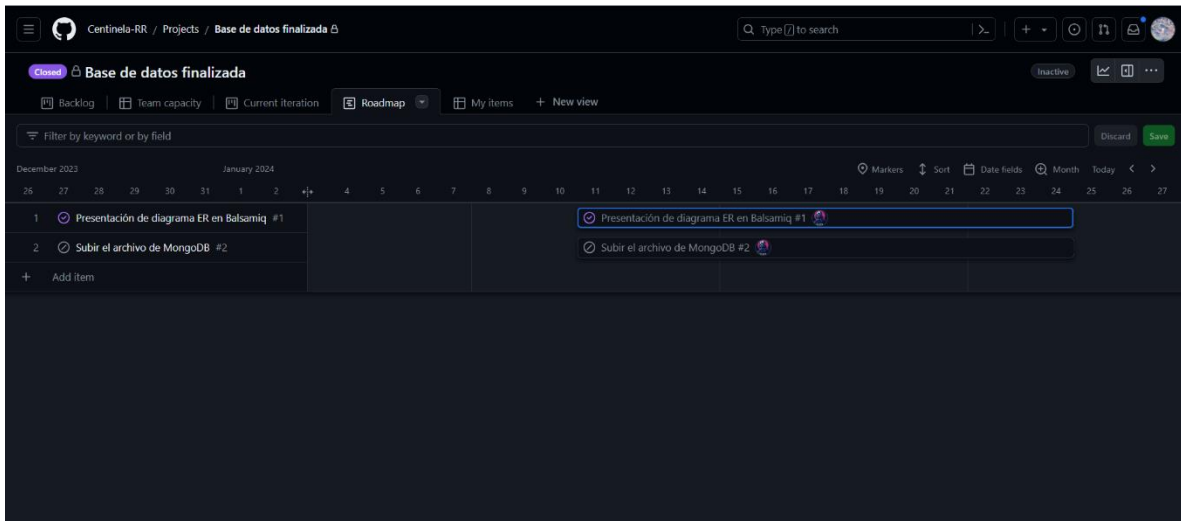 Centinela-RR / Projects / Base de datos finalizada
Type / to search
Closed Base de datos finalizada
Inactive
Backlog Team capacity Current iteration Roadmap My items + New view
Filter by keyword or by field
Discard Save
December 2023 January 2024 Markers Sort Date fields Month Today
26 27 28 29 30 31 1 2 4 5 6 7 8 9 10 11 12 13 14 15 16 17 18 19 20 21 22 23 24 25 26 27
1 Presentación de diagrama ER en Balsamiq #1 Presentación de diagrama ER en Balsamiq #1
2 Subir el archivo de MongoDB #2 Subir el archivo de MongoDB #2
+ Add item